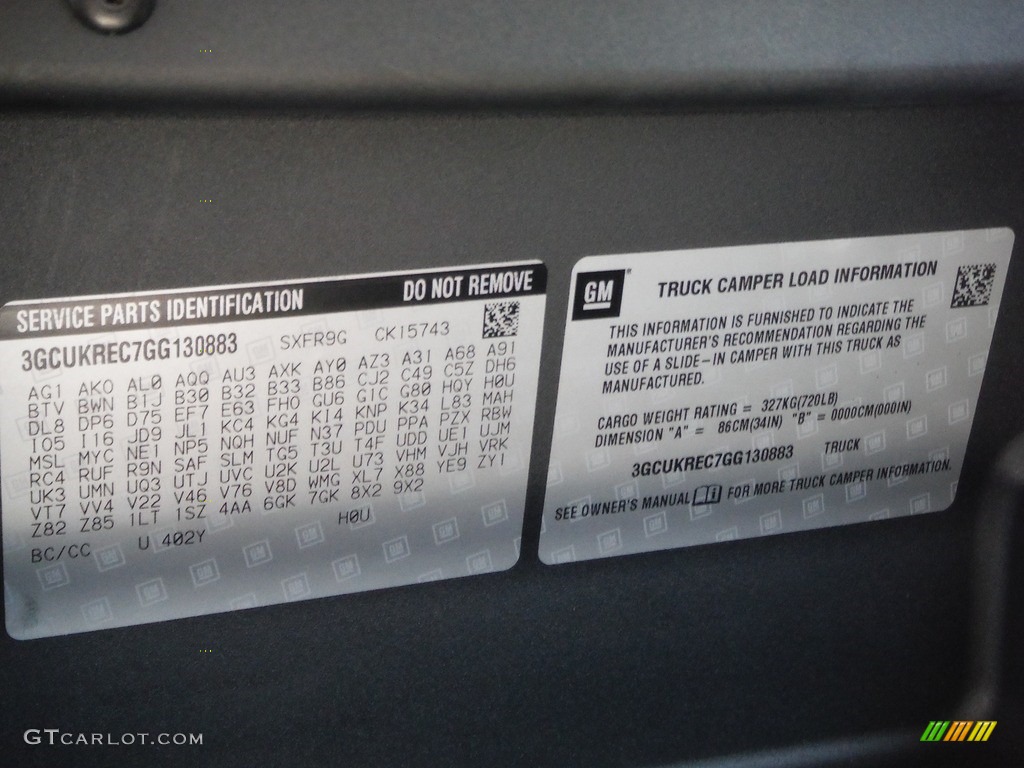 SERVICE PARTS IDENTIFICATION DO NOT REMOVE
3GCUKREC7GG130883 SXFR9G CK15743
AG1 AKO AL0 AQQ AU3 AXK AY0 AZ3 A31 A68 A91
BTV BWN B1J B30 B32 B33 B86 CJ2 C49 C5Z DH6
DL8 DP6 D75 EF7 E63 FHO GU6 G1C G80 HQY H0U
IO5 I16 JD9 JL1 KC4 KG4 K14 KNP K34 L83 MAH
MSL MYC NE1 NP5 NQH NUF N37 PDU PPA PZX RBW
RC4 RUF R9N SAF SLM TG5 T3U T4F UDD UE1 UJM
UK3 UMN UQ3 UTJ UVC U2K U2L U73 VHM VJH VRK
VT7 VV4 V22 V46 V76 V8D WMG XL7 X88 YE9 ZY1
Z82 Z85 1LT 1SZ 4AA 6GK 7GK 8X2 9X2
BC/CC U 402Y H0U
GM
TRUCK CAMPER LOAD INFORMATION
THIS INFORMATION IS FURNISHED TO INDICATE THE
MANUFACTURER'S RECOMMENDATION REGARDING THE
USE OF A SLIDE-IN CAMPER WITH THIS TRUCK AS
MANUFACTURED.
CARGO WEIGHT RATING = 327KG(720LB)
DIMENSION "A" = 86CM(34IN) "B" = 0000CM(000IN)
3GCUKREC7GG130883 TRUCK
SEE OWNER'S MANUAL FOR MORE TRUCK CAMPER INFORMATION.
GTCARLOT.COM